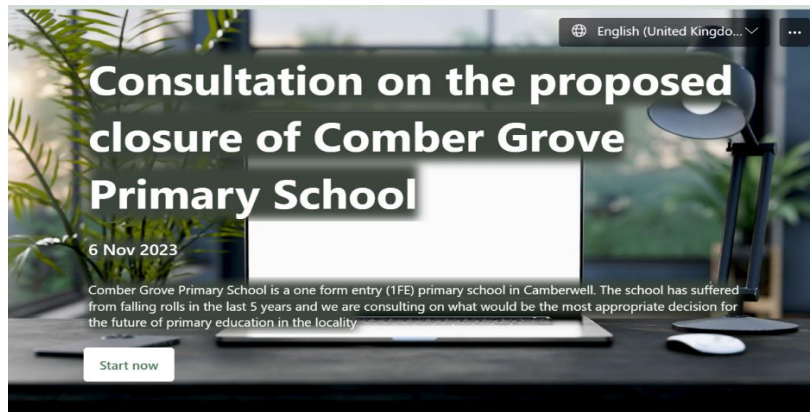 English (United Kingdo...
...
Consultation on the proposed
closure of Comber Grove
Primary School
6 Nov 2023
Comber Grove Primary School is a one form entry (1FE) primary school in Camberwell. The school has suffered
from falling rolls in the last 5 years and we are consulting on what would be the most appropriate decision for
the future of primary education in the locality
Start now